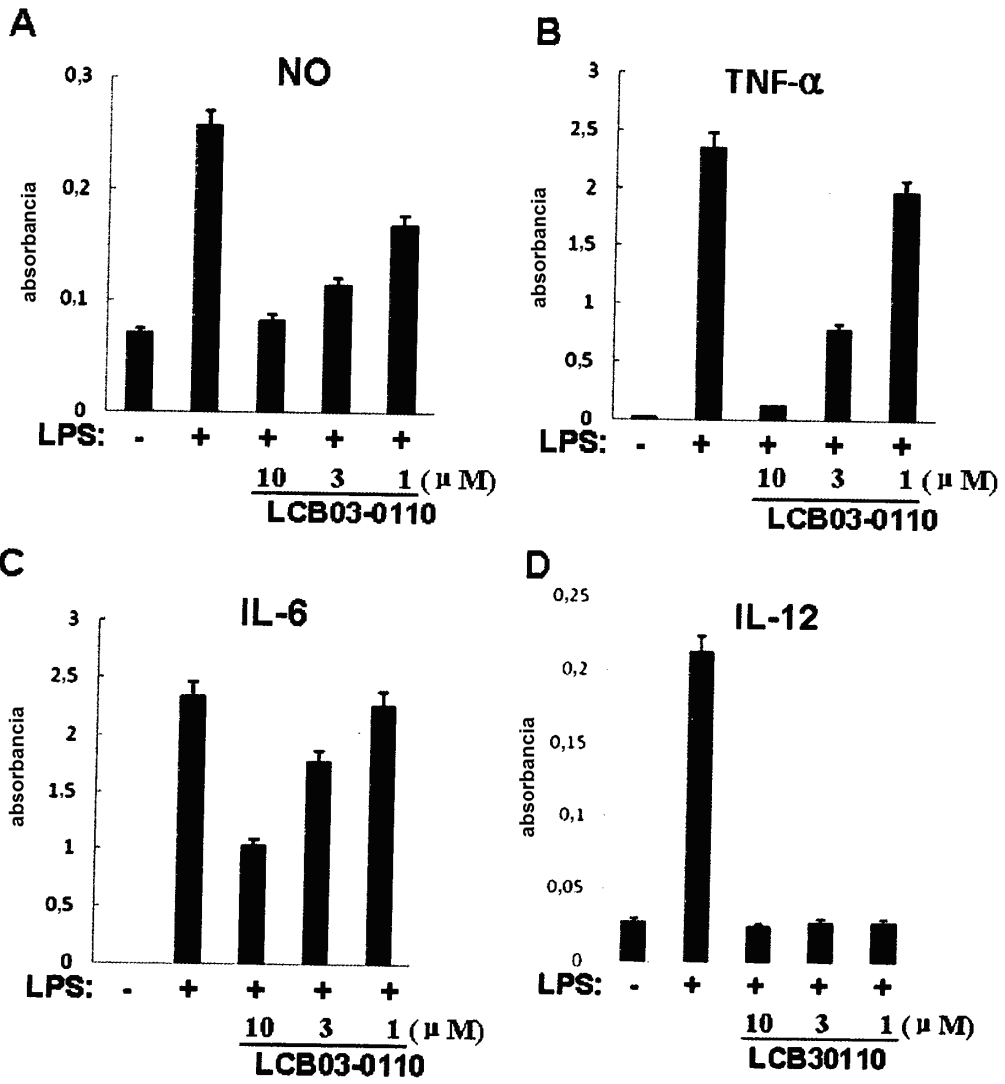 A
NO
0,3
0,2
0,1
0
absorbancia
LPS: - + + + +
10 3 1 (μM)
LCB03-0110
B
TNF-α
3
2,5
2
1,5
1
0,5
0
absorbancia
LPS: - + + + +
10 3 1 (μM)
LCB03-0110
C
IL-6
3
2,5
2
1.5
1
0,5
0
absorbancia
LPS: - + + + +
10 3 1 (μM)
LCB03-0110
D
IL-12
0,25
0,2
0,15
0,1
0,05
0
absorbancia
LPS: - + + + +
10 3 1 (μM)
LCB30110